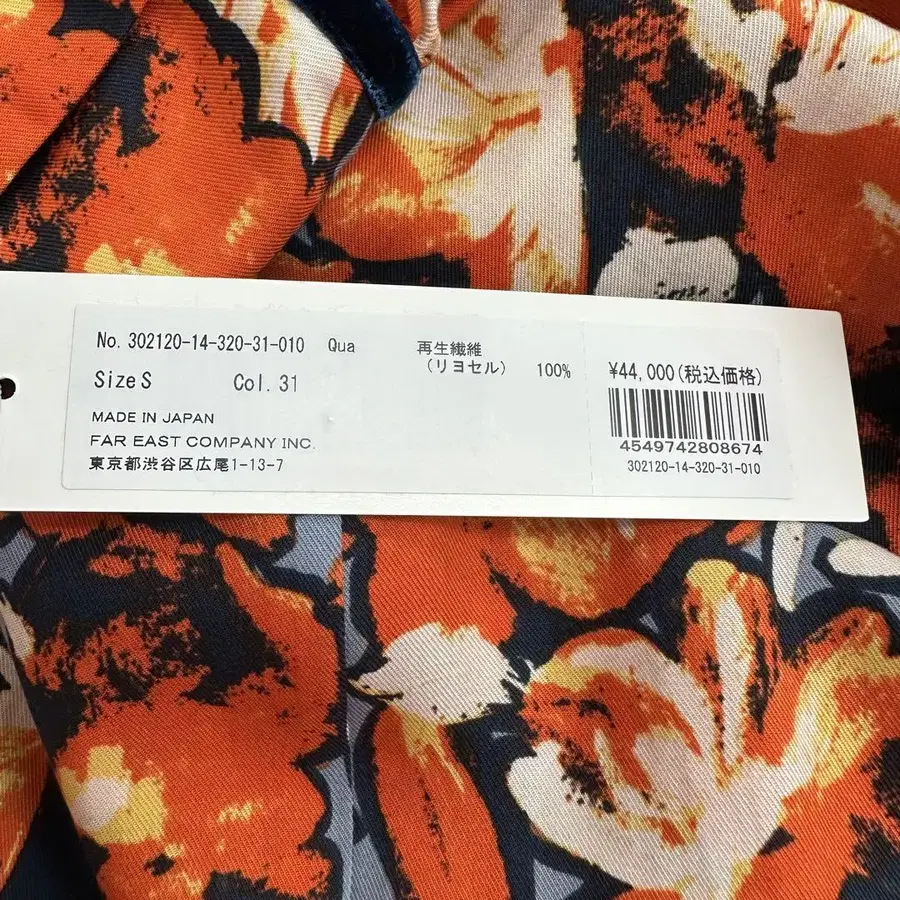 No. 302120-14-320-31-010 Qua
再生繊維
(リヨセル) 100%
Size S Col. 31
MADE IN JAPAN
FAR EAST COMPANY INC.
東京都渋谷区広尾1-13-7
¥44,000(税込価格)
4549742808674
302120-14-320-31-010